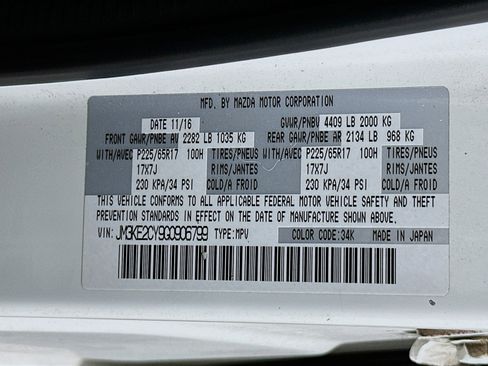 MFD. BY MAZDA MOTOR CORPORATION
DATE 11/16 GVWR/PNBV 4409 LB 2000 KG
FRONT GAWR/PNBE AV 2282 LB 1035 KG REAR GAWR/PNBE AR 2134 LB 968 KG
WITH/AVEC P225/65R17 100H TIRES/PNEUS WITH/AVEC P225/65R17 100H TIRES/PNEUS
17X7J RIMS/JANTES 17X7J RIMS/JANTES
230 KPA/34 PSI COLD/A FROID 230 KPA/34 PSI COLD/A FROID
THIS VEHICLE CONFORMS TO ALL APPLICABLE FEDERAL MOTOR VEHICLE SAFETY AND THEFT
PREVENTION STANDARDS IN EFFECT ON THE DATE OF MANUFACTURE SHOWN ABOVE.
VIN: JM3KE2CY9G0906799 TYPE:MPV COLOR CODE:34K MADE IN JAPAN